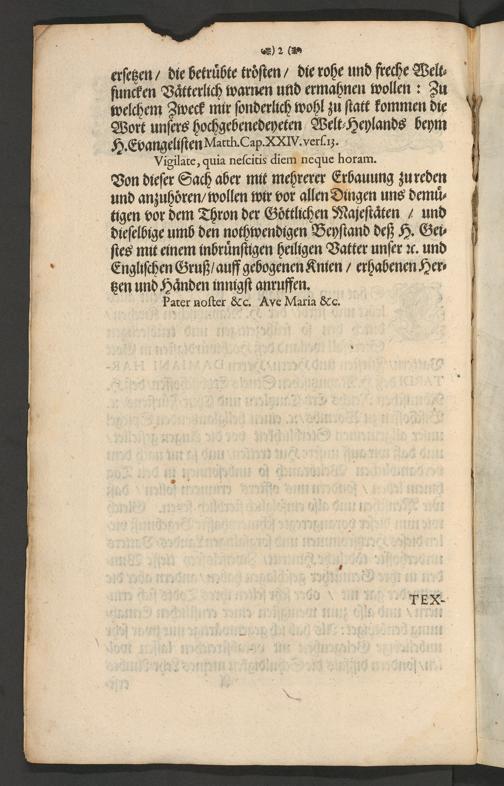 ) 2 (
ersetzen / die betrübte trösten / die rohe und freche Welt-
funcken Vätterlich warnen und ermahnen wollen : Zu
welchem Zweck mir sonderlich wohl zu statt kommen die
Wort unsers hochgebenedeyeten Welt-Heylands beym
H. Evangelisten Matth. Cap. XXIV. vers. 13.
Vigilate, quia nescitis diem neque horam.
Von dieser Sach aber mit mehrerer Erbauung zu reden
und anzuhören / wollen wir vor allen Dingen uns demü-
tigen vor dem Thron der Göttlichen Majestäten / und
dieselbige umb den nothwendigen Beystand deß H. Gei-
stes mit einem inbrünstigen heiligen Vatter unser ꝛc. und
Englischen Gruß / auff gebogenen Knien / erhabenen Her-
tzen und Händen innigst anruffen.
Pater noster &c. Ave Maria &c.
TEX-